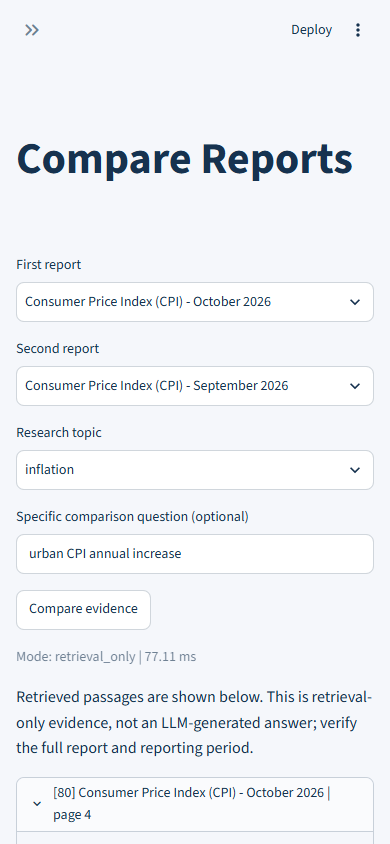 Deploy
Compare Reports
First report
Consumer Price Index (CPI) - October 2026
Second report
Consumer Price Index (CPI) - September 2026
Research topic
inflation
Specific comparison question (optional)
urban CPI annual increase
Compare evidence
Mode: retrieval_only | 77.11 ms
Retrieved passages are shown below. This is retrieval-
only evidence, not an LLM-generated answer; verify
the full report and reporting period.
[80] Consumer Price Index (CPI) - October 2026 |
page 4